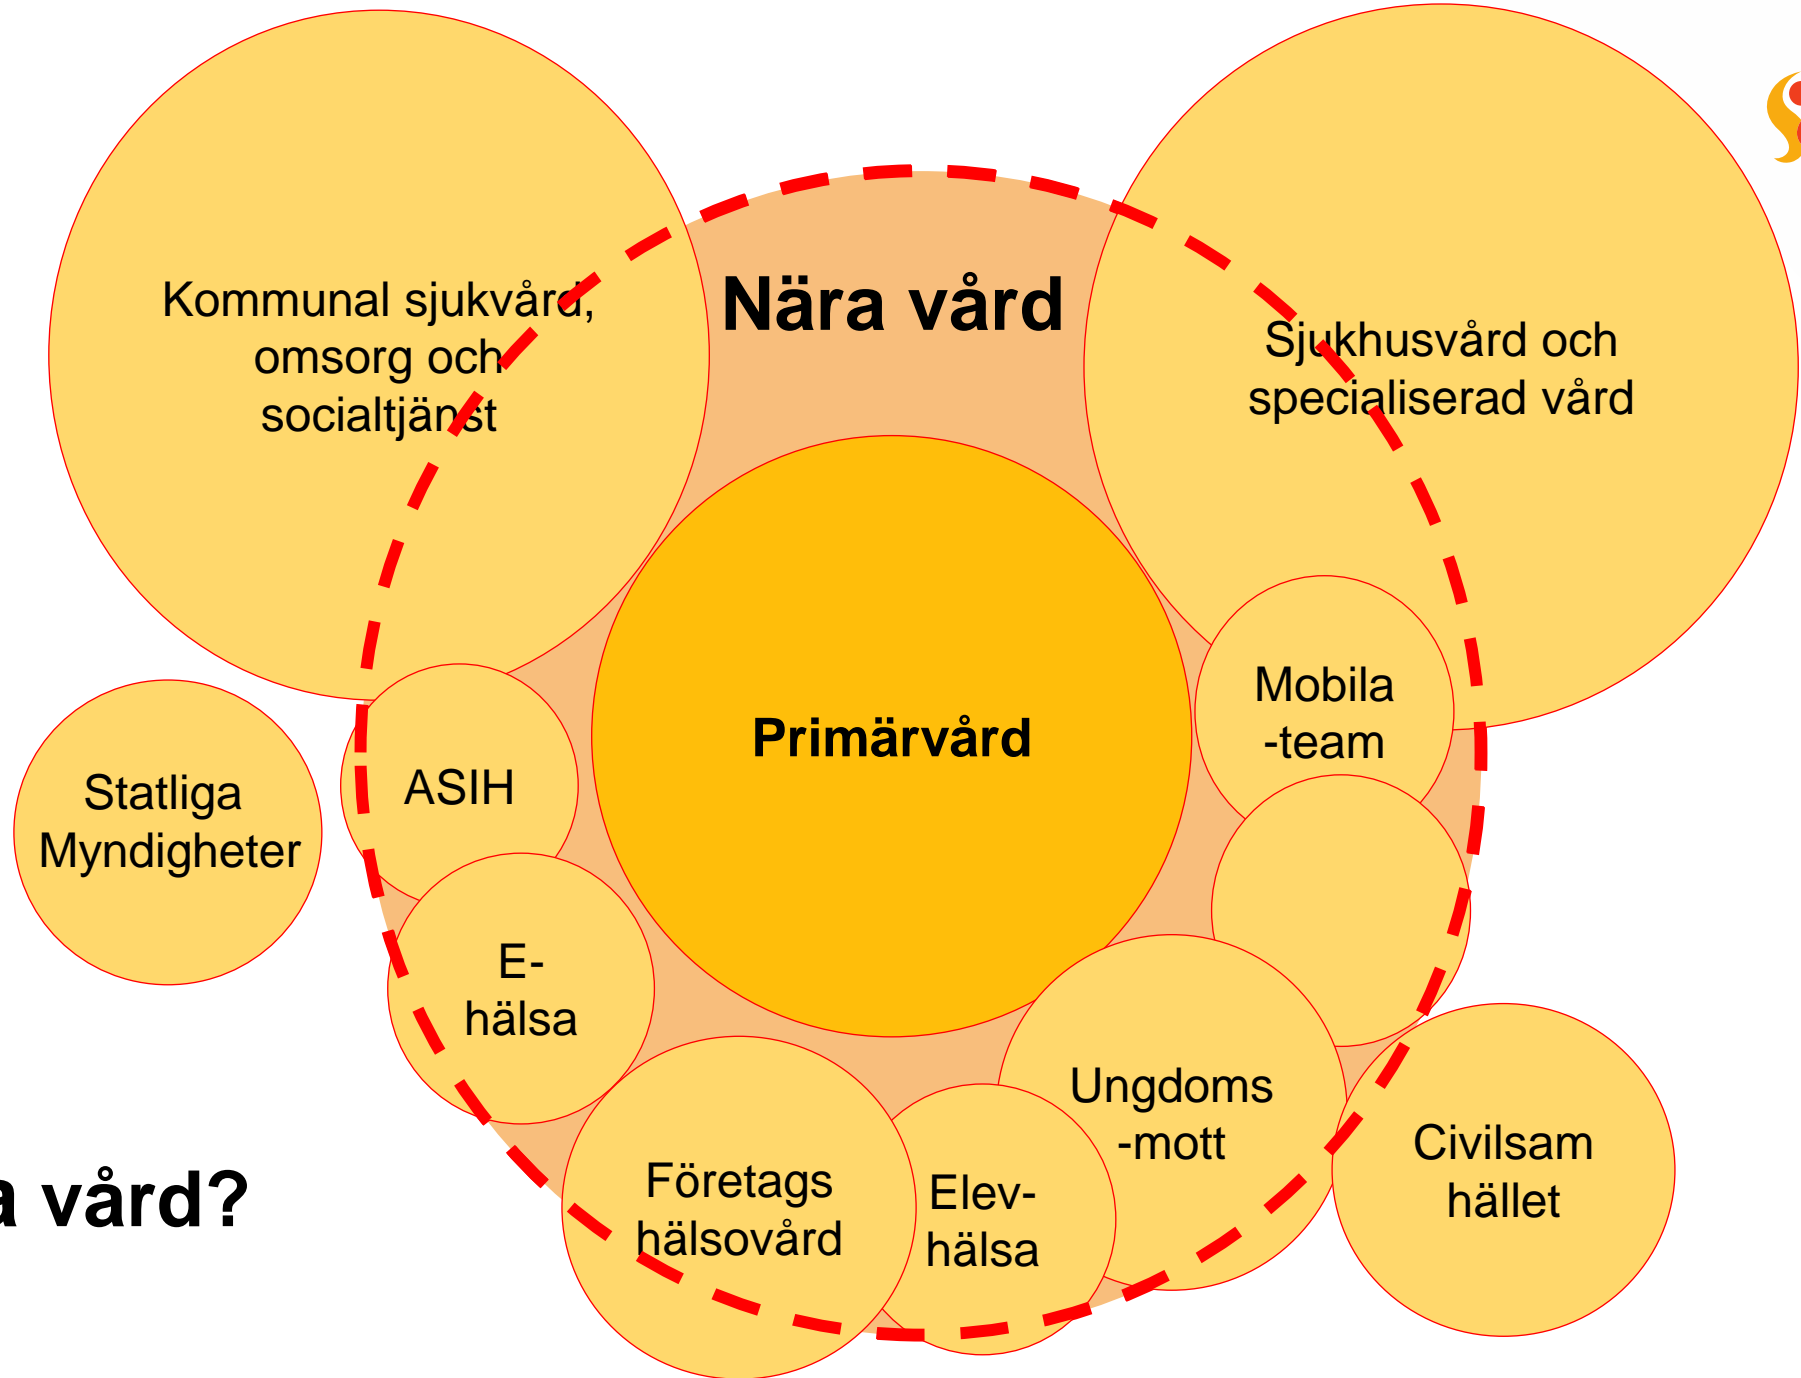 Nära vård
Kommunal sjukvård,
omsorg och
socialtjänst
Sjukhusvård och
specialiserad vård
Primärvård
Mobila
-team
ASIH
Statliga
Myndigheter
E-
hälsa
Ungdoms
-mott
Civilsam
hället
Företags
hälsovård
Elev-
hälsa
a vård?